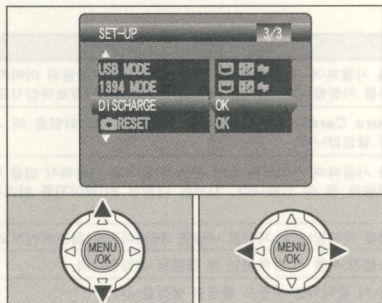 SET-UP 3/3
USB MODE
1394 MODE
DISCHARGE OK
RESET OK
MENU
/OK
MENU
/OK